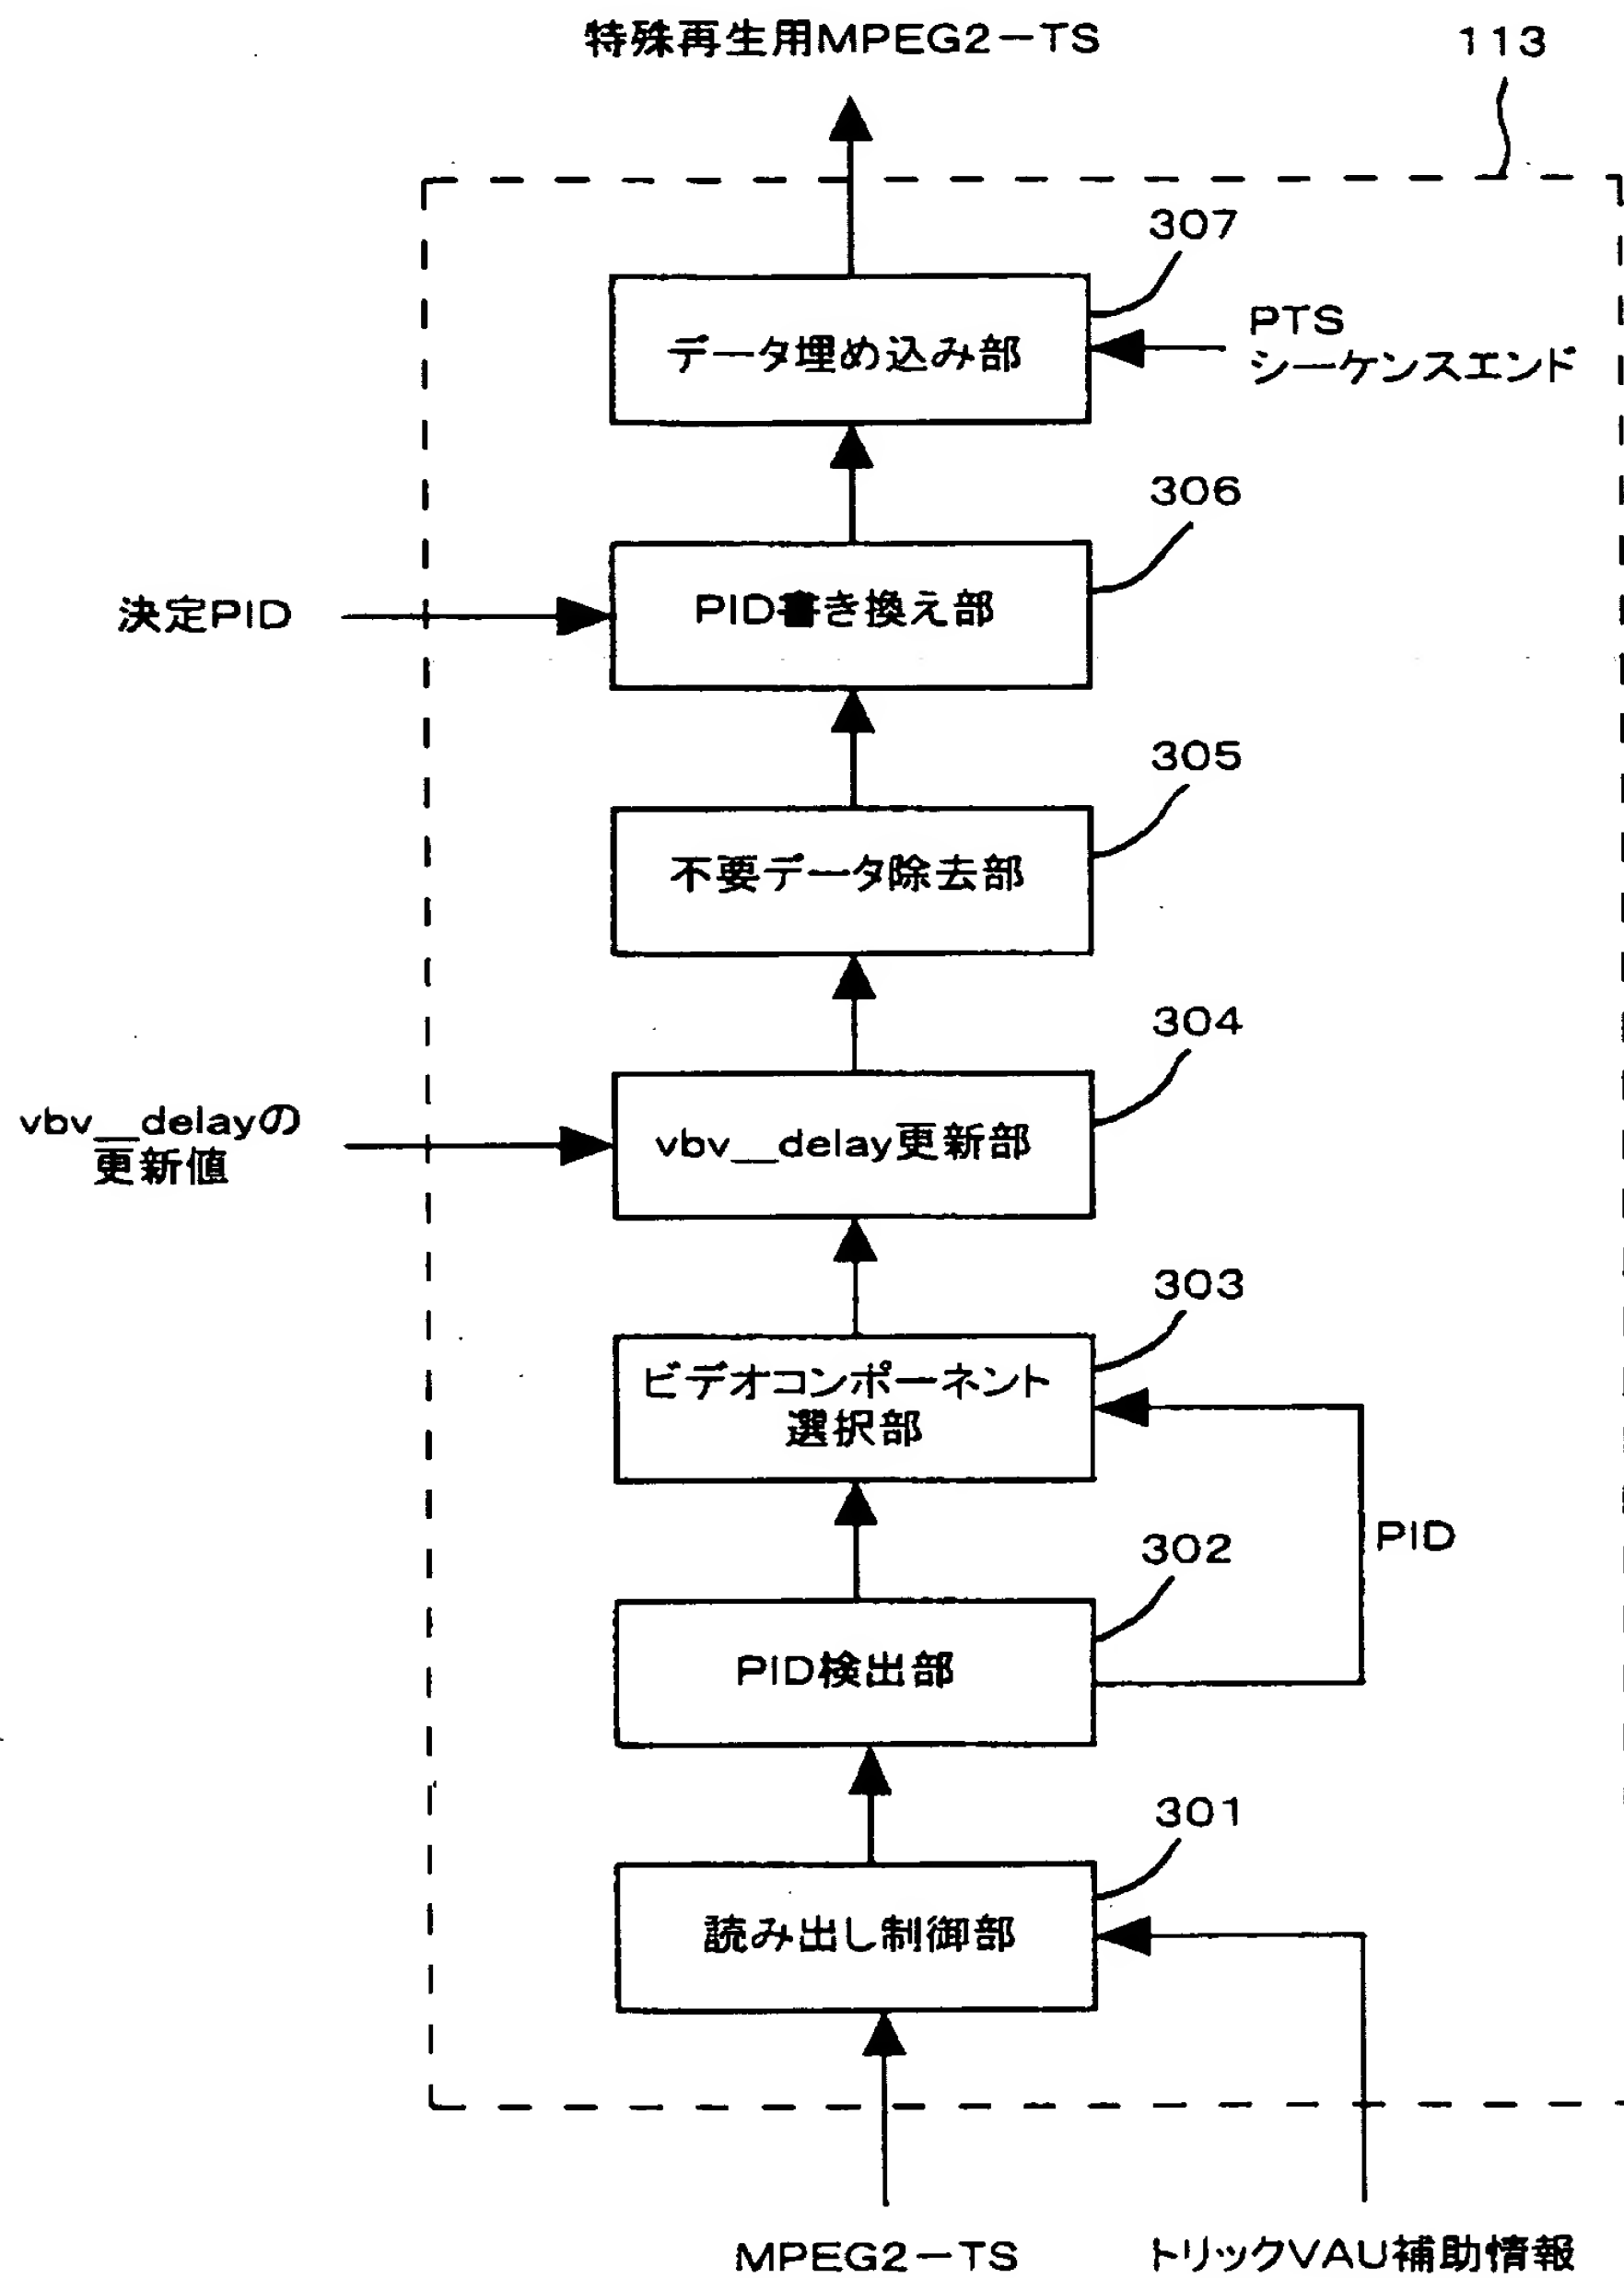 特殊再生用MPEG2－TS
113
307
データ埋め込み部
PTS
シーケンスエンド
306
決定PID
PID書き換え部
305
不要データ除去部
304
vbv__delayの
更新値
vbv__delay更新部
303
ビデオコンポーネント
選択部
PID
302
PID検出部
301
読み出し制御部
MPEG2－TS
トリックVAU補助情報